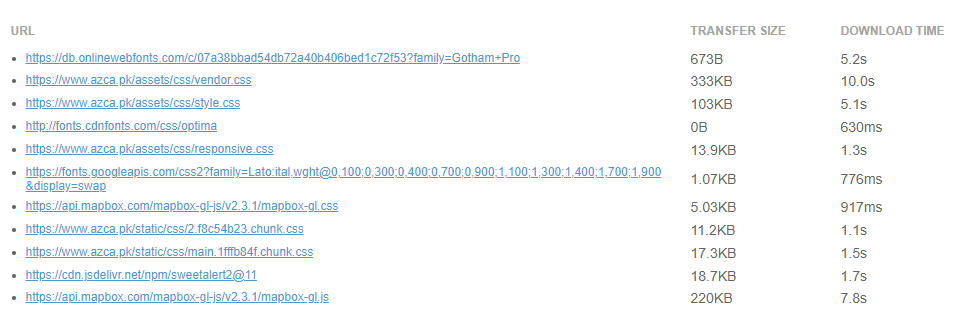 URL TRANSFER SIZE DOWNLOAD TIME
https://db.onlinewebfonts.com/c/07a38bbad54db72a40b406bed1c72f53?family=Gotham+Pro 673B 5.2s
https://www.azca.pk/assets/css/vendor.css 333KB 10.0s
https://www.azca.pk/assets/css/style.css 103KB 5.1s
http://fonts.cdnfonts.com/css/optima 0B 630ms
https://www.azca.pk/assets/css/responsive.css 13.9KB 1.3s
https://fonts.googleapis.com/css2?family=Lato:ital,wght@0,100;0,300;0,400;0,700;0,900;1,100;1,300;1,400;1,700;1,900
&display=swap 1.07KB 776ms
https://api.mapbox.com/mapbox-gl-js/v2.3.1/mapbox-gl.css 5.03KB 917ms
https://www.azca.pk/static/css/2.f8c54b23.chunk.css 11.2KB 1.1s
https://www.azca.pk/static/css/main.1fffb84f.chunk.css 17.3KB 1.5s
https://cdn.jsdelivr.net/npm/sweetalert2@11 18.7KB 1.7s
https://api.mapbox.com/mapbox-gl-js/v2.3.1/mapbox-gl.js 220KB 7.8s